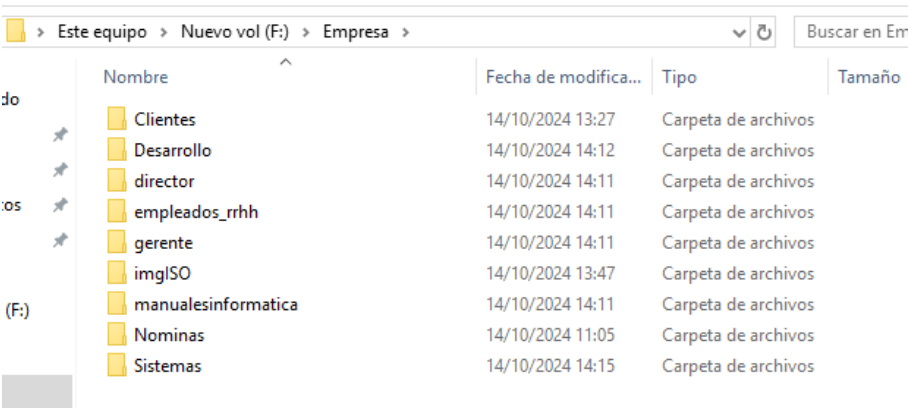 Este equipo > Nuevo vol (F:) > Empresa > Buscar en Em
Nombre Fecha de modifica... Tipo Tamaño
do
Clientes 14/10/2024 13:27 Carpeta de archivos
Desarrollo 14/10/2024 14:12 Carpeta de archivos
director 14/10/2024 14:11 Carpeta de archivos
os empleados_rrhh 14/10/2024 14:11 Carpeta de archivos
gerente 14/10/2024 14:11 Carpeta de archivos
imgISO 14/10/2024 13:47 Carpeta de archivos
(F:) manualesinformatica 14/10/2024 14:11 Carpeta de archivos
Nominas 14/10/2024 11:05 Carpeta de archivos
Sistemas 14/10/2024 14:15 Carpeta de archivos